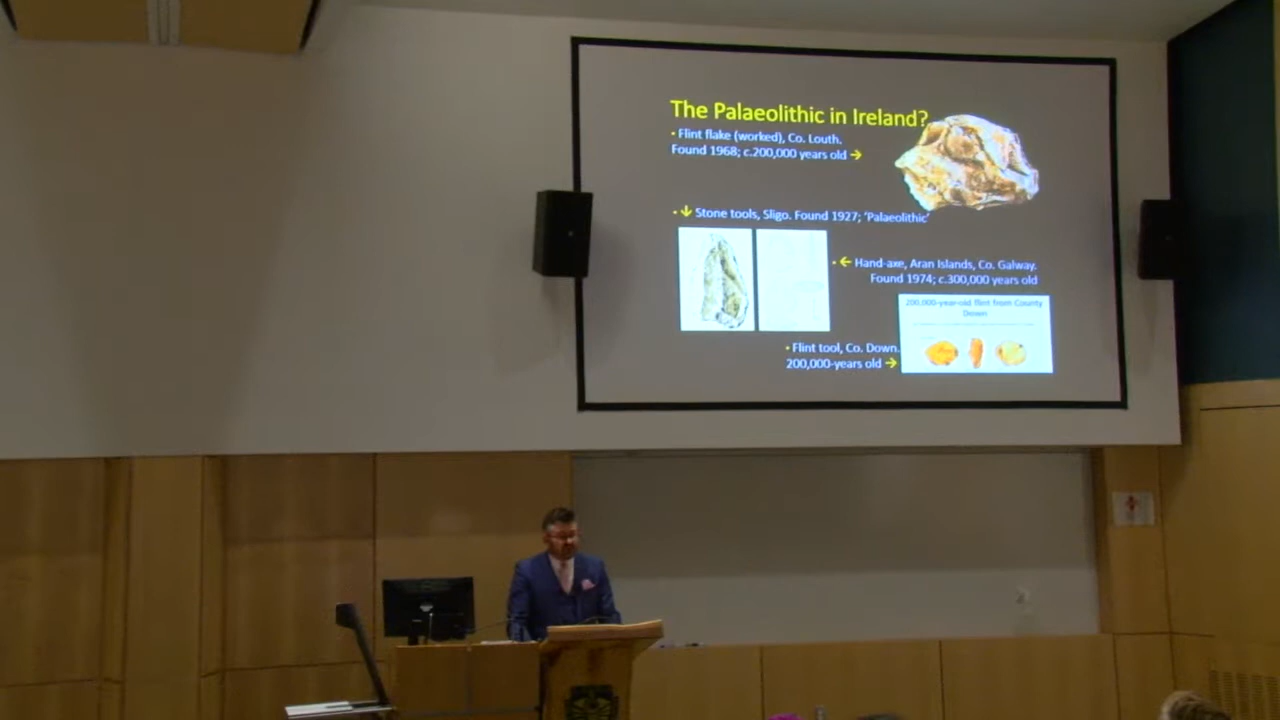 The Palaeolithic in Ireland?
• Flint flake (worked), Co. Louth.
Found 1968; c.200,000 years old →
• ↓ Stone tools, Sligo. Found 1927; 'Palaeolithic'
• ← Hand-axe, Aran Islands, Co. Galway.
Found 1974; c.300,000 years old
200,000-year-old flint from County
Down
• Flint tool, Co. Down.
200,000-years old →